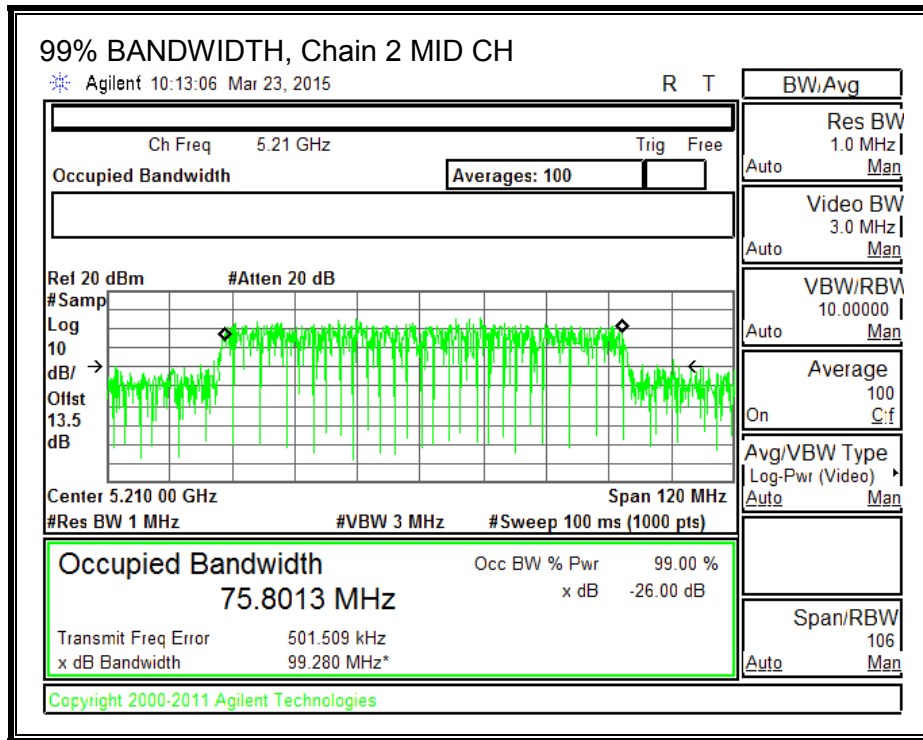 99% BANDWIDTH, Chain 2 MID CH
Agilent 10:13:06 Mar 23, 2015 R T
Ch Freq 5.21 GHz Trig Free
Occupied Bandwidth Averages: 100
Ref 20 dBm #Atten 20 dB
#Samp
Log
10
dB/
Offst
13.5
dB
Center 5.210 00 GHz Span 120 MHz
#Res BW 1 MHz #VBW 3 MHz #Sweep 100 ms (1000 pts)
Occupied Bandwidth Occ BW % Pwr 99.00 %
75.8013 MHz x dB -26.00 dB
Transmit Freq Error 501.509 kHz
x dB Bandwidth 99.280 MHz*
Copyright 2000-2011 Agilent Technologies
BW/Avg
Res BW
1.0 MHz
Auto Man
Video BW
3.0 MHz
Auto Man
VBW/RBW
10.00000
Auto Man
Average
100
On
Avg/VBW Type
Log-Pwr (Video)
Auto Man
Span/RBW
106
Auto Man